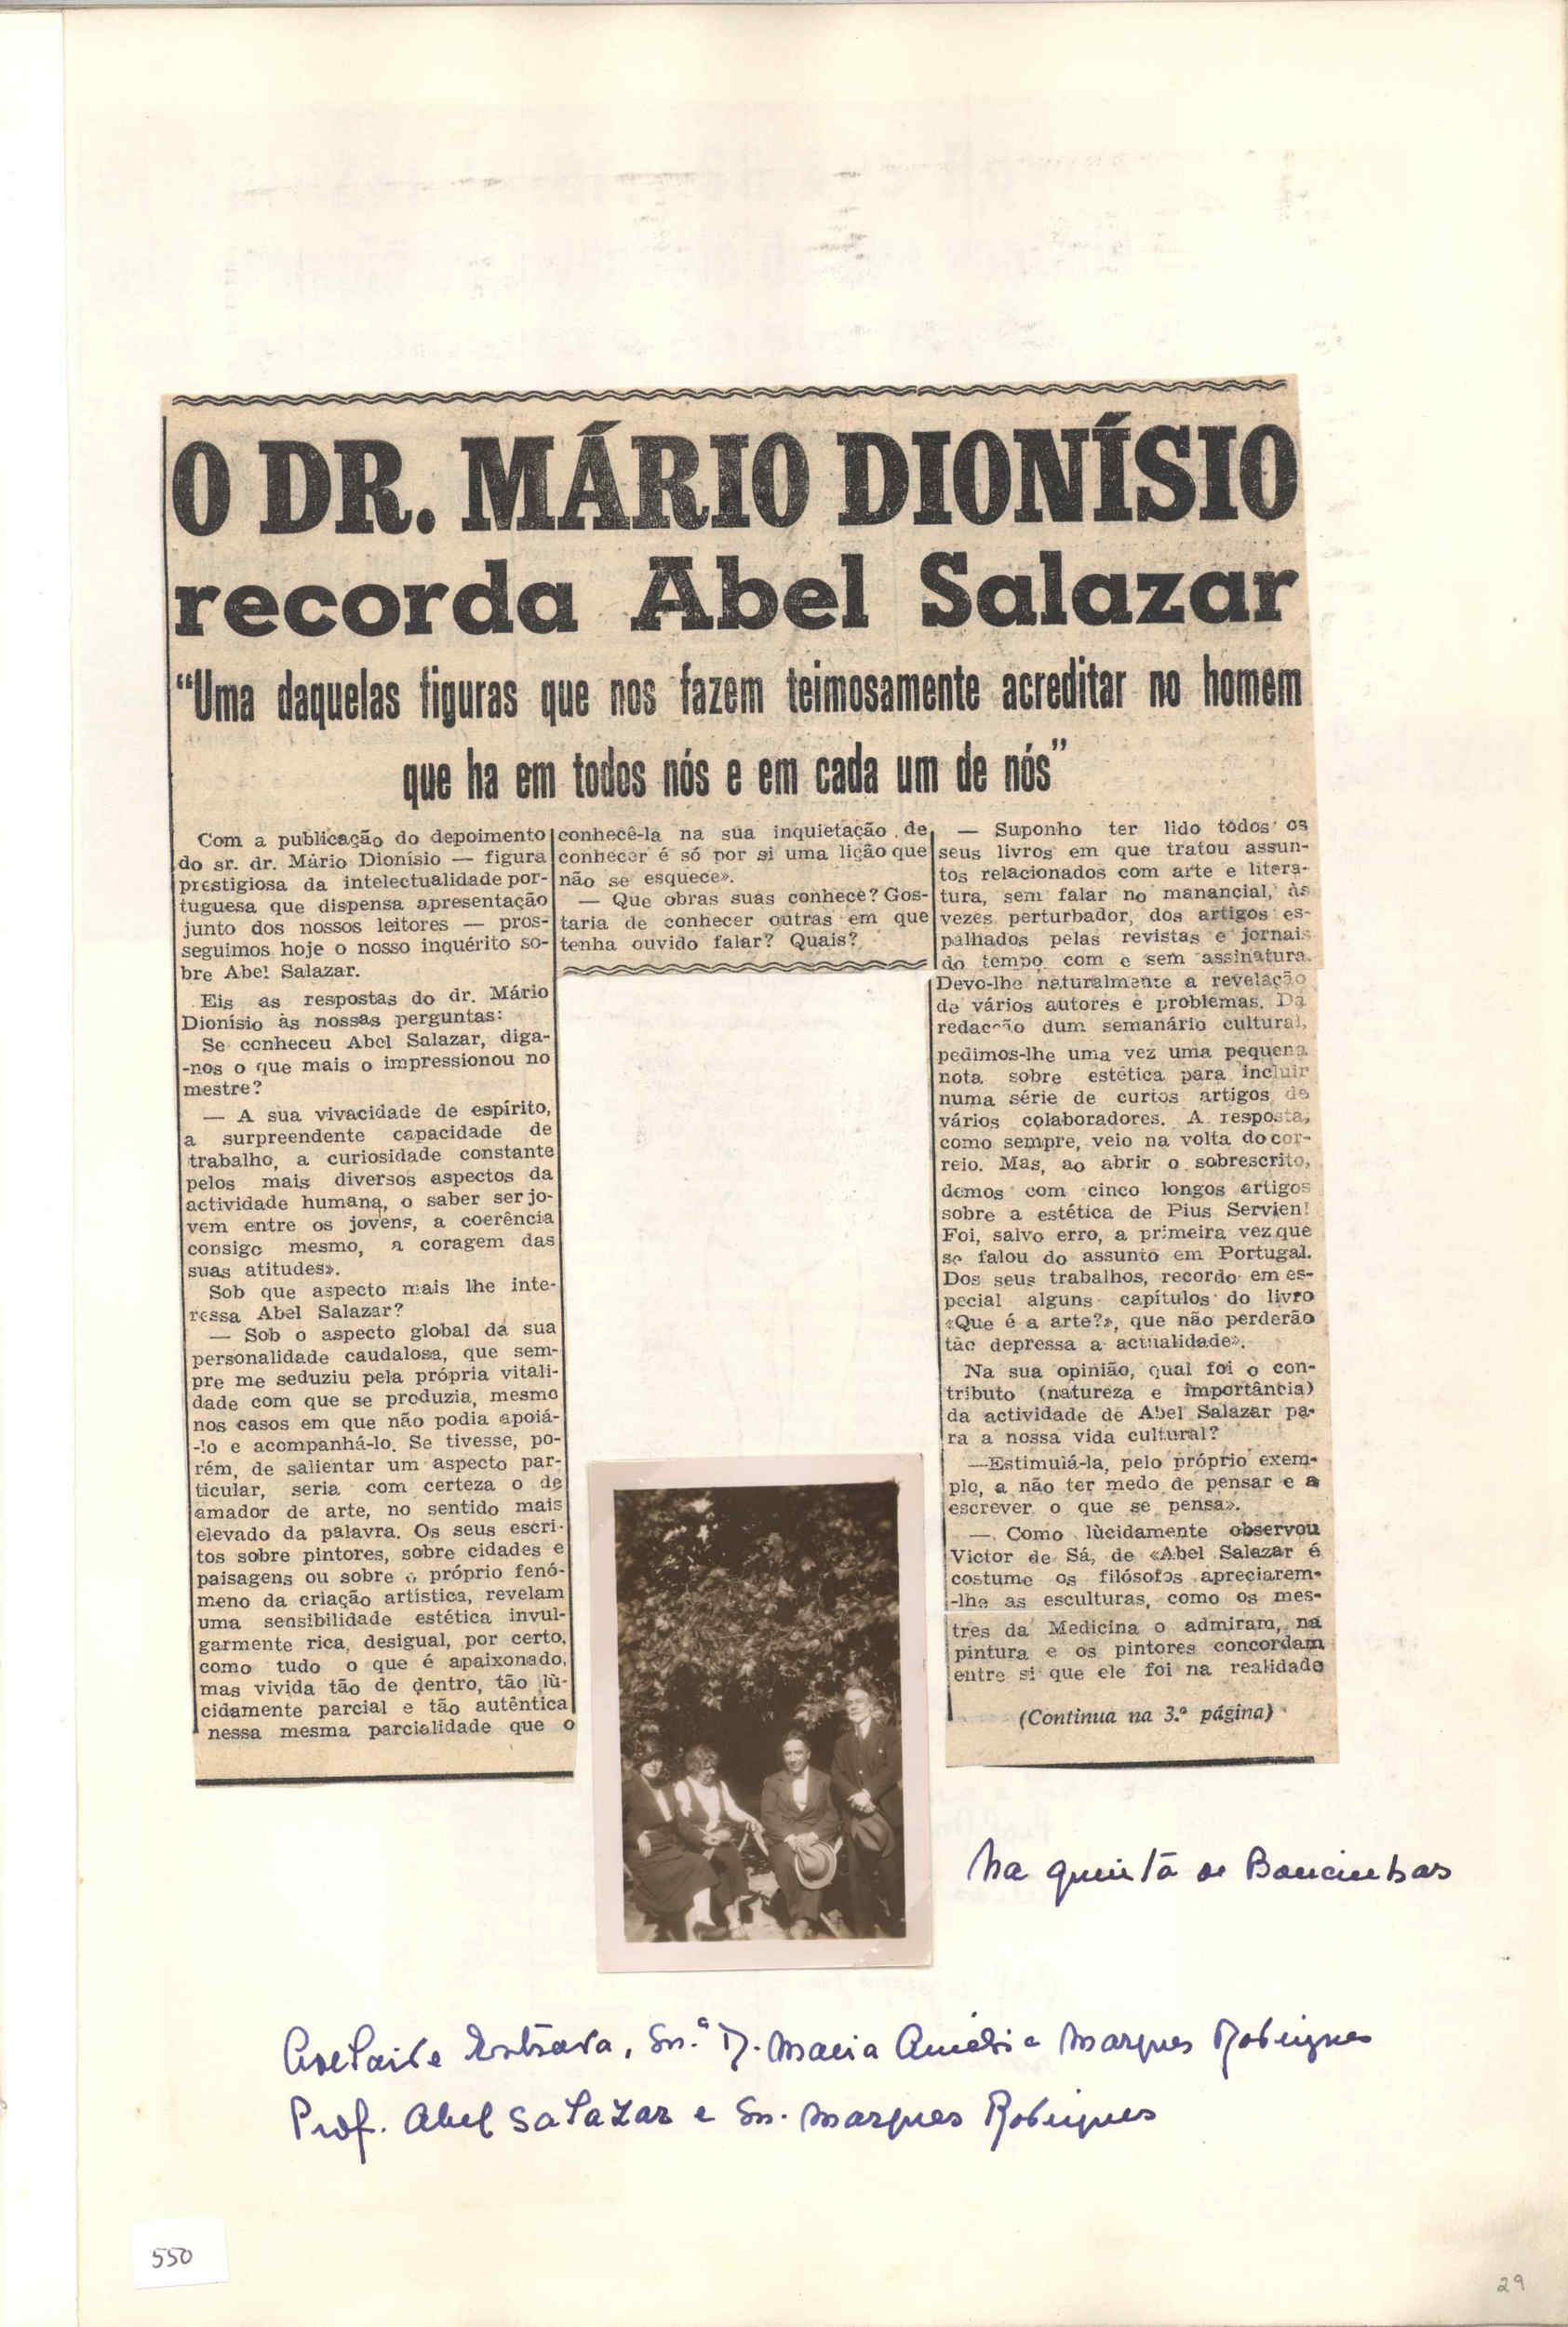 O DR. MÁRIO DIONÍSIO
recorda Abel Salazar
“Uma daquelas figuras que nos fazem teimosamente acreditar no homem
que ha em todos nós e em cada um de nós”
Com a publicação do depoimento
do sr. dr. Mário Dionísio — figura
prestigiosa da intelectualidade por-
tuguesa que dispensa apresentação
junto dos nossos leitores — pros-
seguimos hoje o nosso inquérito so-
bre Abel Salazar.
Eis as respostas do dr. Mário
Dionísio às nossas perguntas:
Se conheceu Abel Salazar, diga-
-nos o que mais o impressionou no
mestre?
— A sua vivacidade de espírito,
a surpreendente capacidade de
trabalho, a curiosidade constante
pelos mais diversos aspectos da
actividade humana, o saber ser jo-
vem entre os jovens, a coerência
consigo mesmo, a coragem das
suas atitudes».
Sob que aspecto mais lhe inte-
ressa Abel Salazar?
— Sob o aspecto global da sua
personalidade caudalosa, que sem-
pre me seduziu pela própria vitali-
dade com que se produzia, mesmo
nos casos em que não podia apoiá-
-lo e acompanhá-lo. Se tivesse, po-
rém, de salientar um aspecto par-
ticular, seria com certeza o de
amador de arte, no sentido mais
elevado da palavra. Os seus escri-
tos sobre pintores, sobre cidades e
paisagens ou sobre o próprio fenó-
meno da criação artística, revelam
uma sensibilidade estética invul-
garmente rica, desigual, por certo,
como tudo o que é apaixonado,
mas vivida tão de dentro, tão lù-
cidamente parcial e tão autêntica
nessa mesma parcialidade que o
conhecê-la na sua inquietação de
conhecer é só por si uma lição que
não se esquece».
— Que obras suas conhece? Gos-
taria de conhecer outras em que
tenha ouvido falar? Quais?
— Suponho ter lido todos os
seus livros em que tratou assun-
tos relacionados com arte e litera-
tura, sem falar no manancial, às
vezes perturbador, dos artigos es-
palhados pelas revistas e jornais
do tempo com e sem assinatura.
Devo-lhe naturalmente a revelação
de vários autores e problemas. Da
redacção dum semanário cultural,
pedimos-lhe uma vez uma pequena
nota sobre estética para incluir
numa série de curtos artigos de
vários colaboradores. A resposta,
como sempre, veio na volta do cor-
reio. Mas, ao abrir o sobrescrito,
demos com cinco longos artigos
sobre a estética de Pius Servien!
Foi, salvo erro, a primeira vez que
se falou do assunto em Portugal.
Dos seus trabalhos, recordo em es-
pecial alguns capítulos do livro
«Que é a arte?», que não perderão
tão depressa a actualidade».
Na sua opinião, qual foi o con-
tributo (natureza e importância)
da actividade de Abel Salazar pa-
ra a nossa vida cultural?
—Estimulá-la, pelo próprio exem-
plo, a não ter medo de pensar e a
escrever o que se pensa».
— Como lùcidamente observou
Victor de Sá, de «Abel Salazar é
costume os filósofos apreciarem-
-lhe as esculturas, como os mes-
tres da Medicina o admiram, na
pintura e os pintores concordam
entre si que ele foi na realidade
(Continua na 3.ª página)
Na quinta de Boucinhas
Adelaide Estrada, Sn.ª D. Maria Amélia Marques Rodrigues
Prof. Abel Salazar e Sn. Marques Rodrigues
550
29